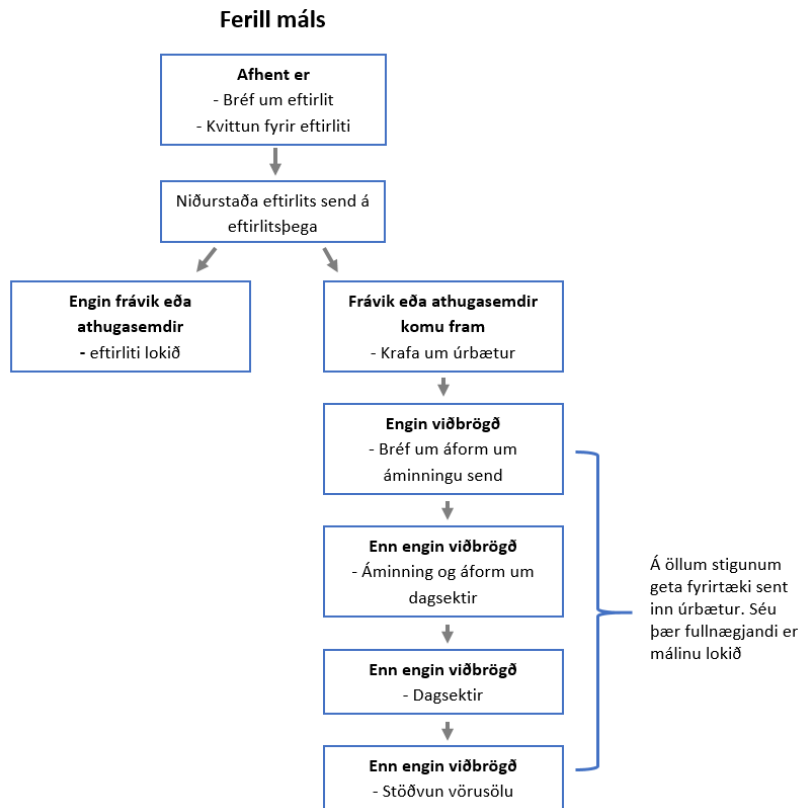 Ferill máls
Afhent er
- Bréf um eftirlit
- Kvittun fyrir eftirliti
Niðurstaða eftirlits send á
eftirlitsþega
Engin frávik eða
athugasemdir
- eftirliti lokið
Frávik eða athugasemdir
komu fram
- Krafa um úrbætur
Engin viðbrögð
- Bréf um áform um
áminningu send
Enn engin viðbrögð
- Áminning og áform um
dagsektir
Enn engin viðbrögð
- Dagsektir
Enn engin viðbrögð
- Stöðvun vörusölu
Á öllum stigunum
geta fyrirtæki sent
inn úrbætur. Séu
þær fullnægjandi er
málinu lokið